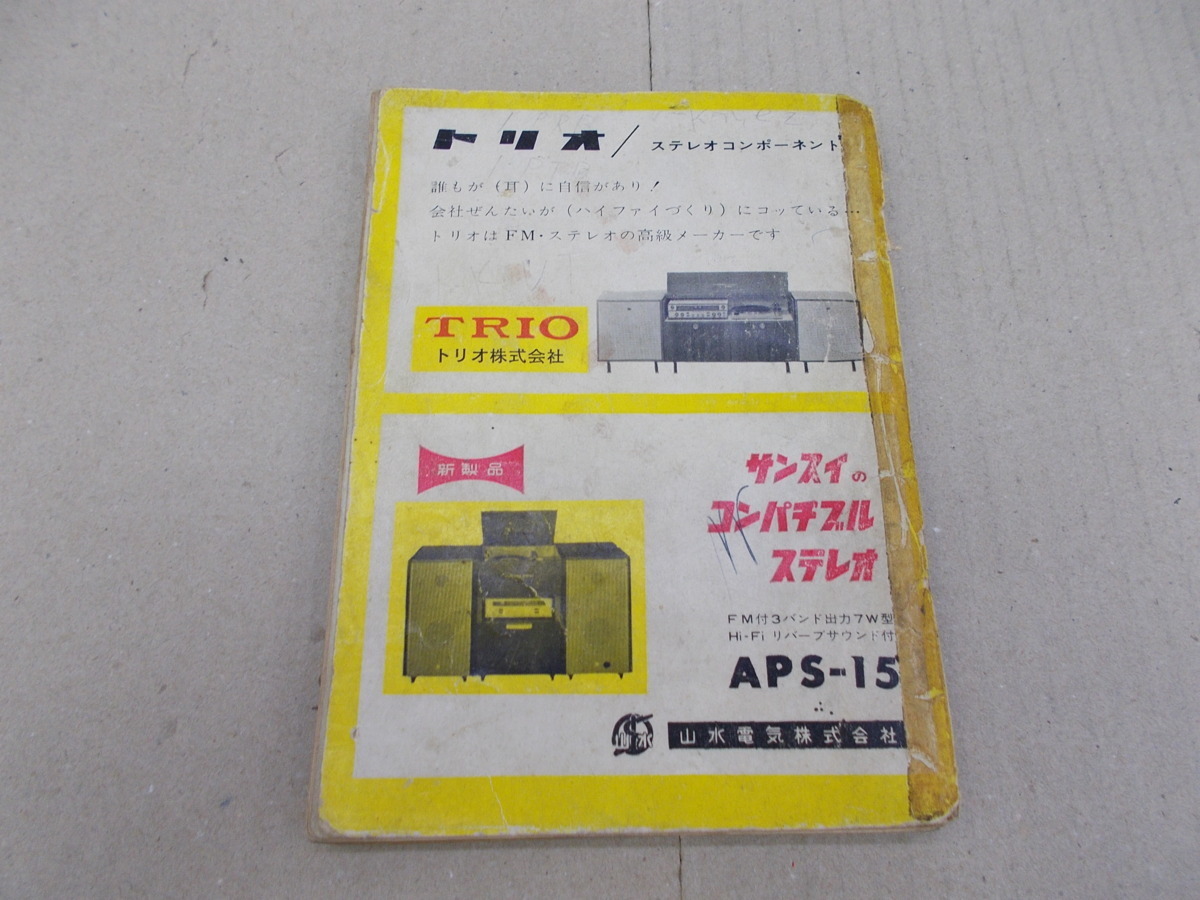 トリオ/ ステレオコンポーネント
誰もが（耳）に自信があり！
会社ぜんたいが（ハイファイづくり）にコッている…
トリオはFM・ステレオの高級メーカーです
TRIO
トリオ株式会社
新製品
サンスイの
コンパチブル
ステレオ
FM付3バンド出力7W型
Hi-Fi リバーブサウンド付
APS-15
山水
山水電気株式会社